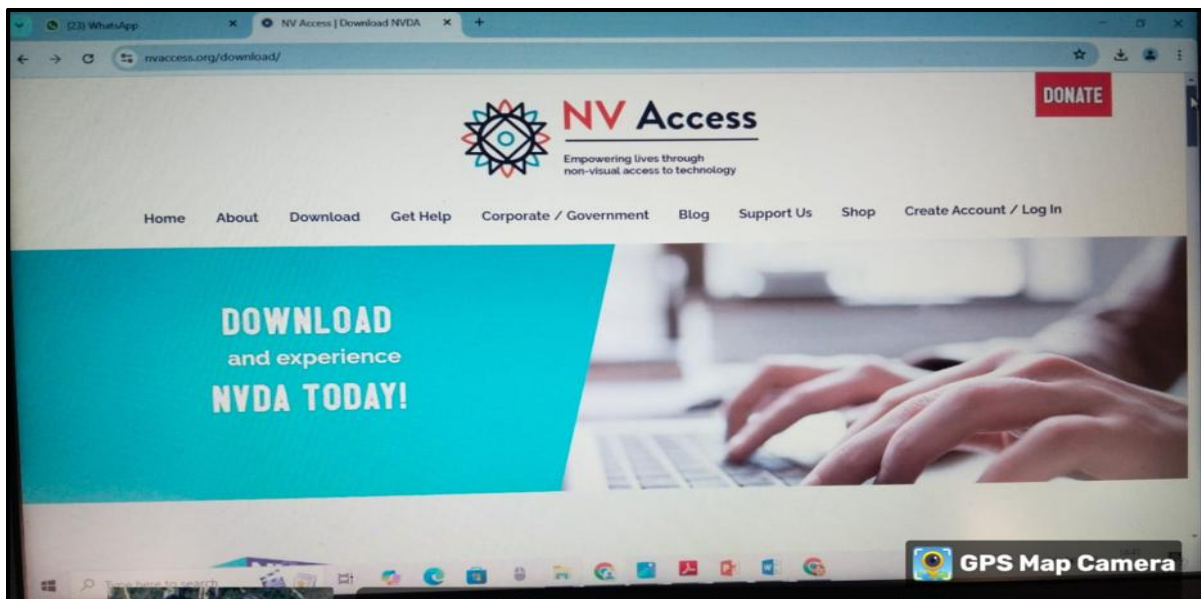 (23) WhatsApp
NV Access | Download NVDA
nvaccess.org/download/
DONATE
NV Access
Empowering lives through
non-visual access to technology
Home About Download Get Help Corporate / Government Blog Support Us Shop Create Account / Log In
DOWNLOAD
and experience
NVDA TODAY!
Type here to search
GPS Map Camera